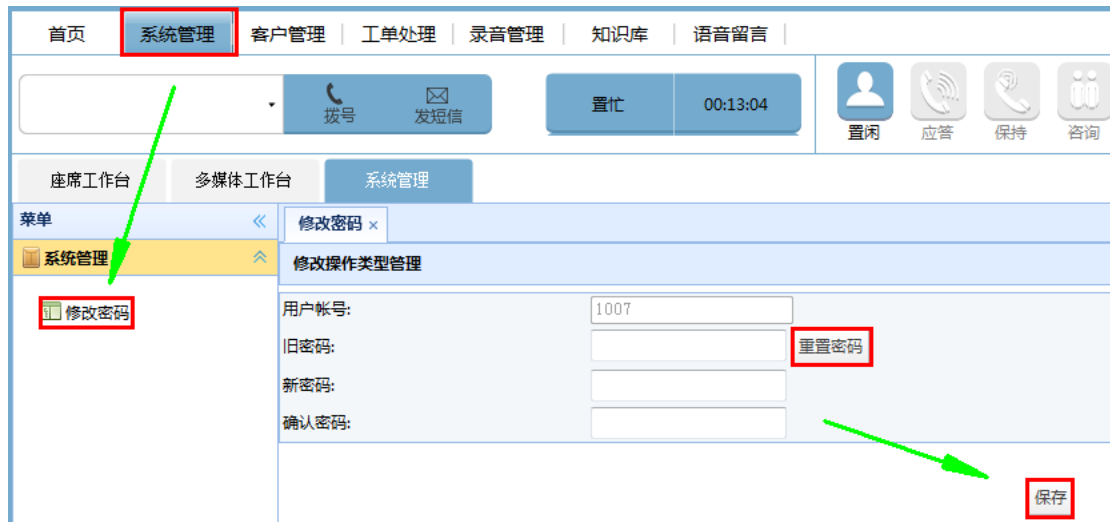 首页 系统管理 客户管理 工单处理 录音管理 知识库 语音留言
拨号 发短信 置忙 00:13:04 置闲 应答 保持 咨询
座席工作台 多媒体工作台 系统管理
菜单 修改密码 ×
系统管理 修改操作类型管理
修改密码 用户帐号: 1007
旧密码: 重置密码
新密码:
确认密码:
保存